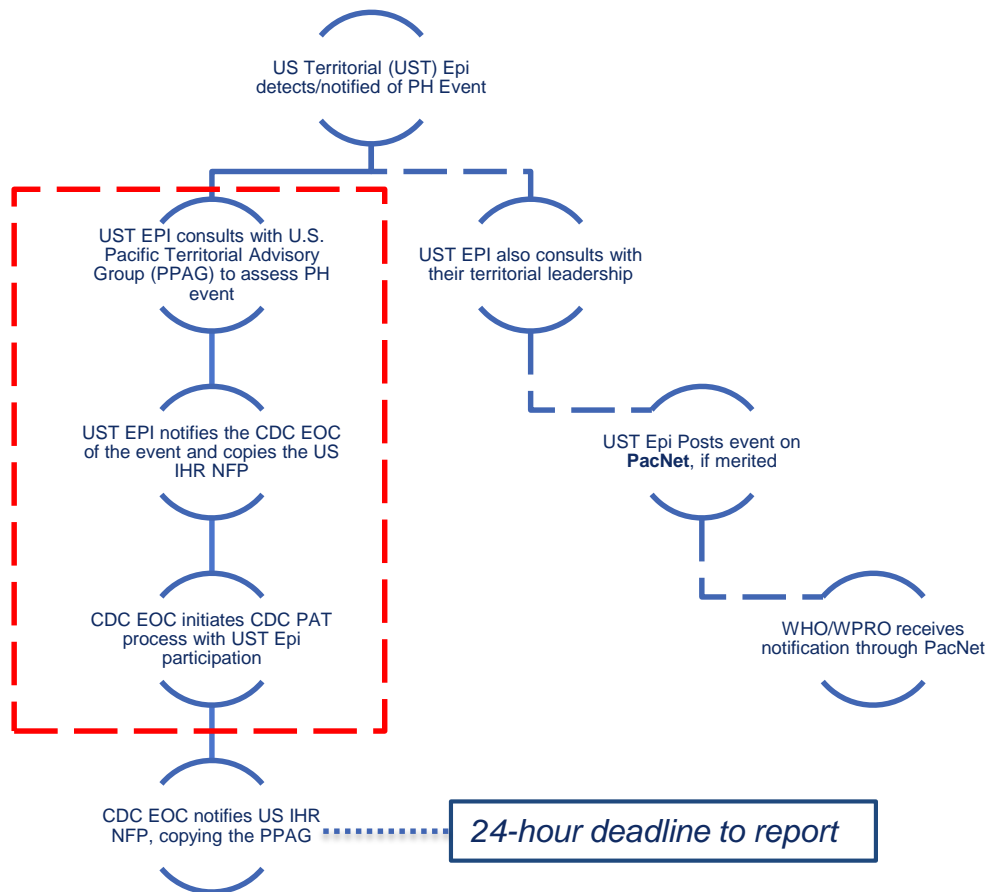 US Territorial (UST) Epi
detects/notified of PH Event
UST EPI consults with U.S.
Pacific Territorial Advisory
Group (PPAG) to assess PH
event
UST EPI also consults with
their territorial leadership
UST EPI notifies the CDC EOC
of the event and copies the US
IHR NFP
UST Epi Posts event on
PacNet, if merited
CDC EOC initiates CDC PAT
process with UST Epi
participation
WHO/WPRO receives
notification through PacNet
CDC EOC notifies US IHR
NFP, copying the PPAG
24-hour deadline to report